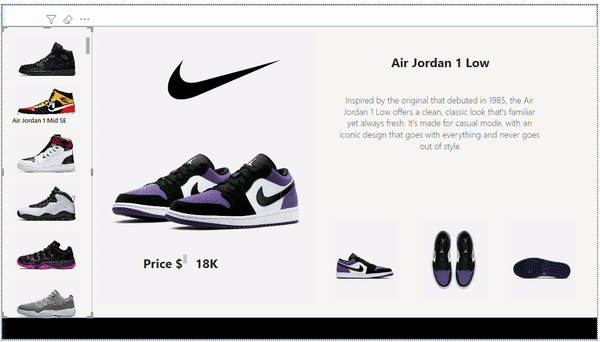 Air Jordan 1 Low
Air Jordan 1 Mid SE
Inspired by the original that debuted in 1985, the Air
Jordan 1 Low offers a clean, classic look that's familiar
yet always fresh. It's made for casual mode, with an
iconic design that goes with everything and never goes
out of style.
Price $ 18K